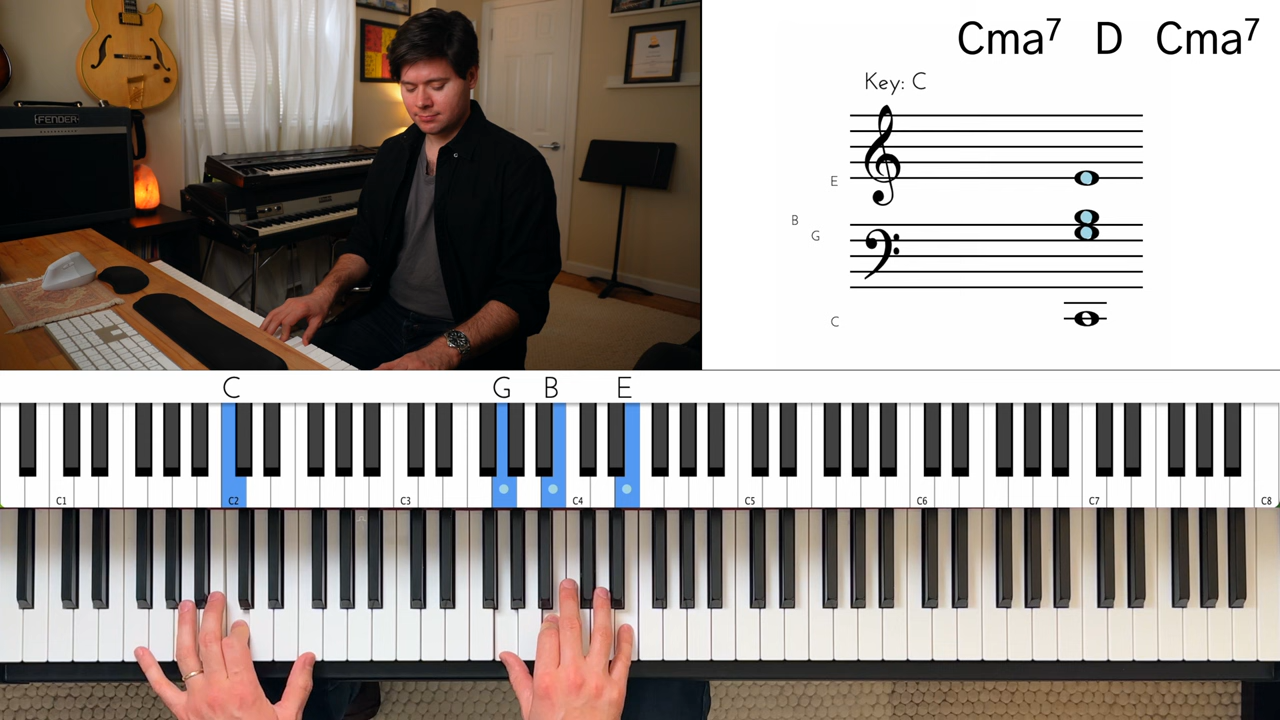 Cma⁷ D Cma⁷
Key: C
FENDER
E
B
G
C
C G B E
C1 C2 C3 C4 C5 C6 C7 C8